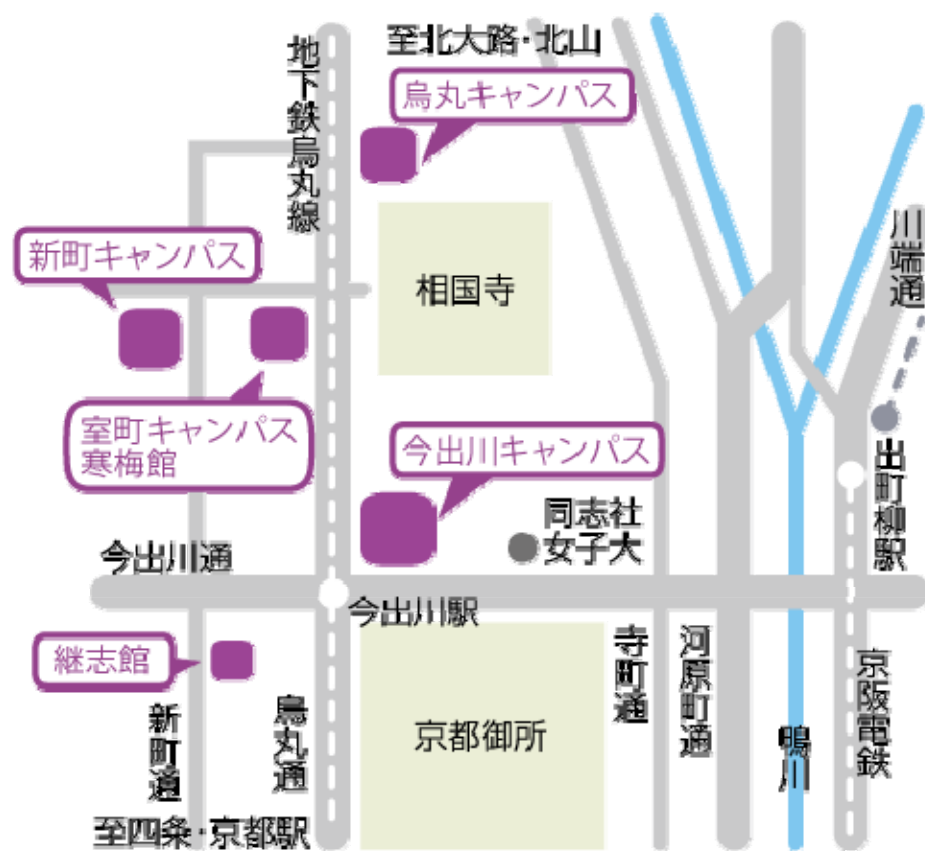 至北大路・北山
地下鉄烏丸線
烏丸キャンパス
新町キャンパス
相国寺
川端通
室町キャンパス
寒梅館
今出川キャンパス
出町柳駅
同志社
女子大
今出川通
今出川駅
継志館
寺町通
河原町通
京阪電鉄
新町通
烏丸通
京都御所
鴨川
至四条・京都駅